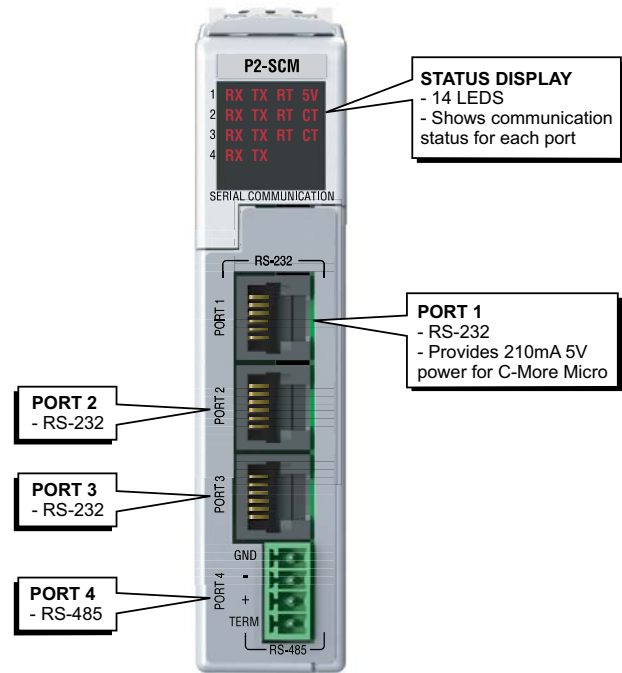 P2-SCM
1 RX TX RT 5V
2 RX TX RT CT
3 RX TX RT CT
4 RX TX
SERIAL COMMUNICATION
STATUS DISPLAY
- 14 LEDS
- Shows communication
status for each port
RS-232
PORT 1
PORT 1
- RS-232
- Provides 210mA 5V
power for C-More Micro
PORT 2
- RS-232
PORT 2
PORT 3
- RS-232
PORT 3
PORT 4
- RS-485
PORT 4
GND
-
+
TERM
RS-485